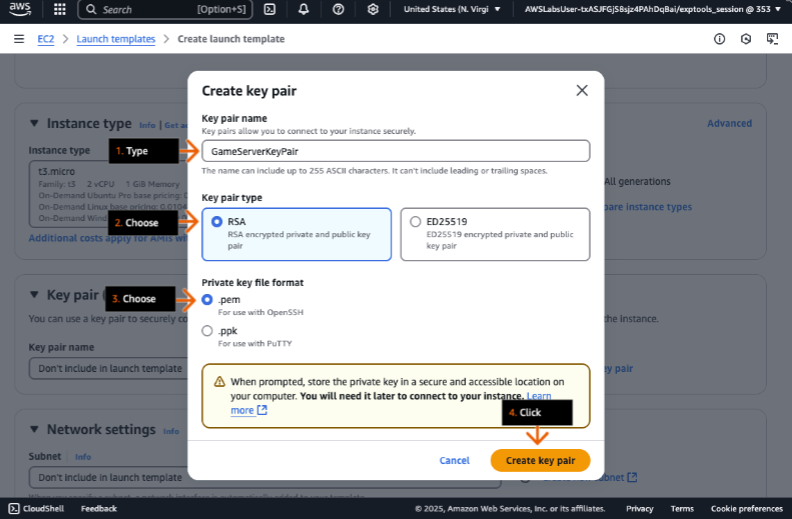 aws
Search
[Option+S]
United States (N. Virgi
AWSLabsUser-txASJFGjS8sjz4PAhDqBai/exptools_session @ 353
EC2 > Launch templates > Create launch template
Instance type Info | Get a
Advanced
Instance type
t3.micro
Family: t3 2 vCPU 1 GiB Memory
On-Demand Ubuntu Pro base pricing:
On-Demand Linux base pricing: 0.0104
On-Demand Wind
All generations
pare instance types
Additional costs apply for AMIs wi
Key pair (
You can use a key pair to securely co
the instance.
Key pair name
Don't include in launch template
ey pair
Network settings Info
Subnet | Info
Don't include in launch template
subnet
Create key pair
Key pair name
Key pairs allow you to connect to your instance securely.
1. Type
GameServerKeyPair
The name can include up to 255 ASCII characters. It can't include leading or trailing spaces.
Key pair type
2. Choose
RSA
RSA encrypted private and public key
pair
ED25519
ED25519 encrypted private and public
key pair
Private key file format
3. Choose
.pem
For use with OpenSSH
.ppk
For use with PuTTY
When prompted, store the private key in a secure and accessible location on
your computer. You will need it later to connect to your instance. Learn
more
4. Click
Cancel
Create key pair
CloudShell Feedback
© 2025, Amazon Web Services, Inc. or its affiliates. Privacy Terms Cookie preferences